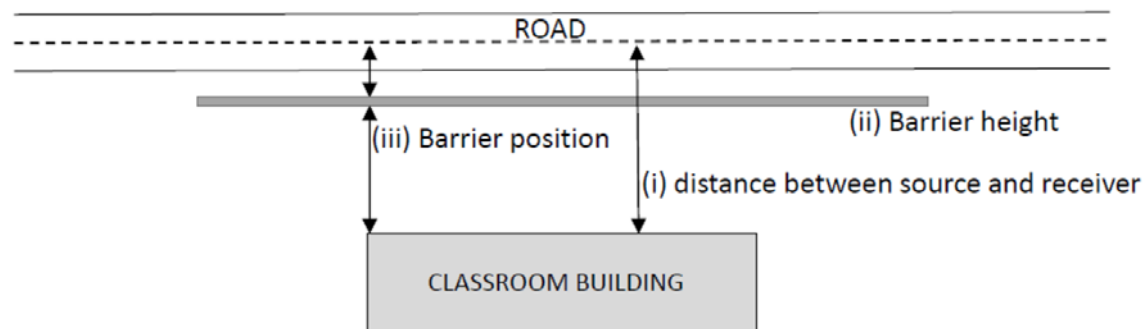 ROAD
(ii) Barrier height
(iii) Barrier position
(i) distance between source and receiver
CLASSROOM BUILDING